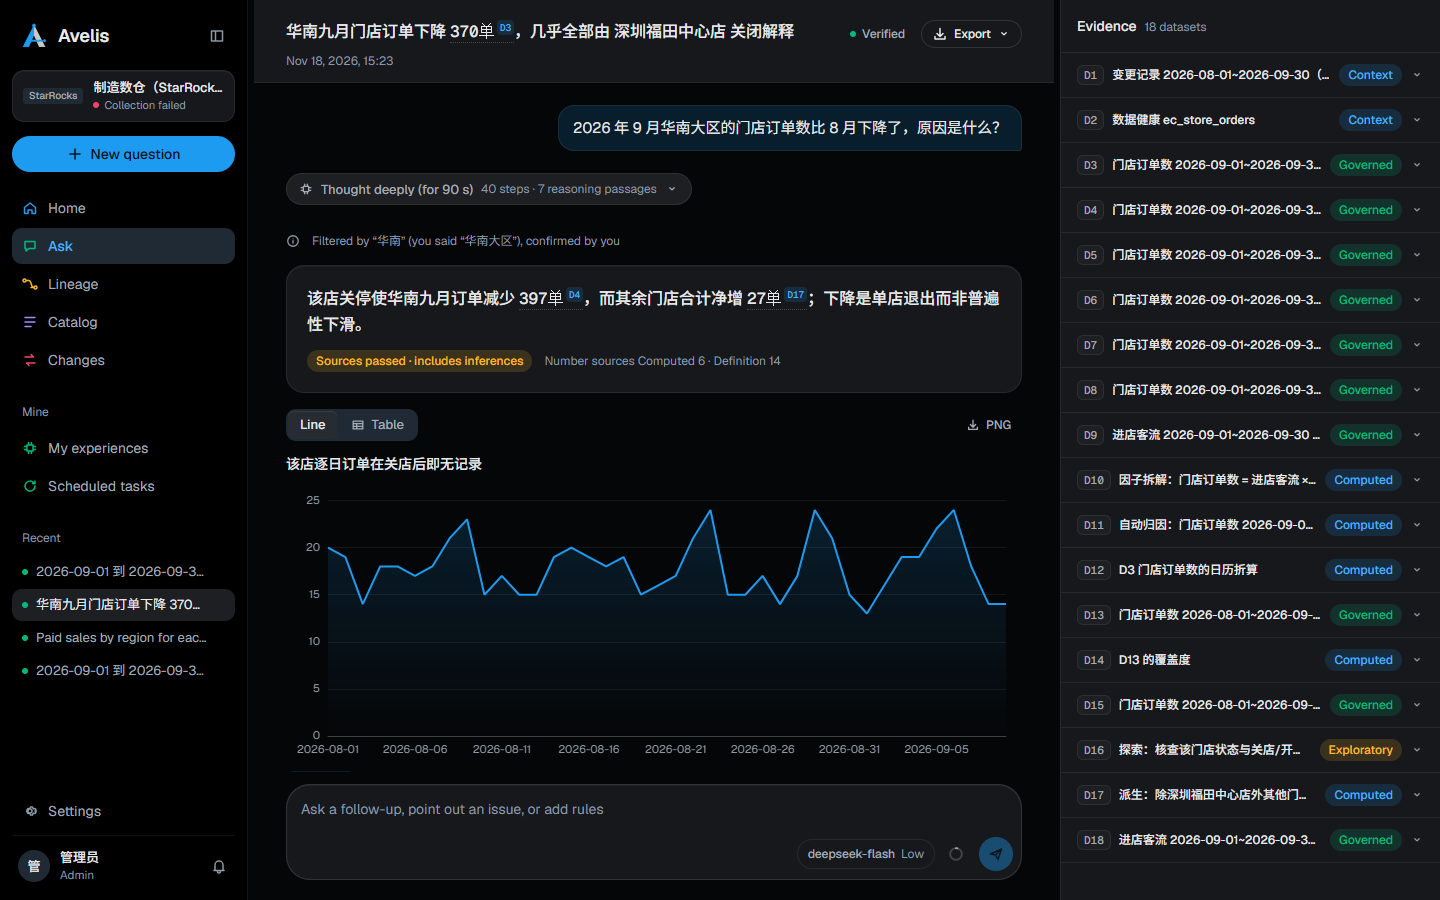 Avelis
StarRocks
制造数仓（StarRock...
Collection failed
New question
Home
Ask
Lineage
Catalog
Changes
Mine
My experiences
Scheduled tasks
Recent
2026-09-01 到 2026-09-3...
华南九月门店订单下降 370...
Paid sales by region for eac...
2026-09-01 到 2026-09-3...
Settings
管
管理员
Admin
华南九月门店订单下降 370单 D3，几乎全部由 深圳福田中心店 关闭解释
Nov 18, 2026, 15:23
Verified
Export
2026 年 9 月华南大区的门店订单数比 8 月下降了，原因是什么？
Thought deeply (for 90 s) 40 steps · 7 reasoning passages
Filtered by “华南” (you said “华南大区”), confirmed by you
该店关停使华南九月订单减少 397单 D4，而其余门店合计净增 27单 D17；下降是单店退出而非普遍
性下滑。
Sources passed · includes inferences
Number sources Computed 6 · Definition 14
Line
Table
PNG
该店逐日订单在关店后即无记录
25
20
15
10
5
0
2026-08-01 2026-08-06 2026-08-11 2026-08-16 2026-08-21 2026-08-26 2026-08-31 2026-09-05
Ask a follow-up, point out an issue, or add rules
deepseek-flash Low
Evidence 18 datasets
D1 变更记录 2026-08-01~2026-09-30（... Context
D2 数据健康 ec_store_orders Context
D3 门店订单数 2026-09-01~2026-09-3... Governed
D4 门店订单数 2026-09-01~2026-09-3... Governed
D5 门店订单数 2026-09-01~2026-09-3... Governed
D6 门店订单数 2026-09-01~2026-09-3... Governed
D7 门店订单数 2026-09-01~2026-09-3... Governed
D8 门店订单数 2026-09-01~2026-09-3... Governed
D9 进店客流 2026-09-01~2026-09-30 ... Governed
D10 因子拆解：门店订单数 = 进店客流 ×... Computed
D11 自动归因：门店订单数 2026-09-0... Computed
D12 D3 门店订单数的日历折算 Computed
D13 门店订单数 2026-08-01~2026-09-... Governed
D14 D13 的覆盖度 Computed
D15 门店订单数 2026-08-01~2026-09-... Governed
D16 探索：核查该门店状态与关店/开... Exploratory
D17 派生：除深圳福田中心店外其他门... Computed
D18 进店客流 2026-09-01~2026-09-3... Governed